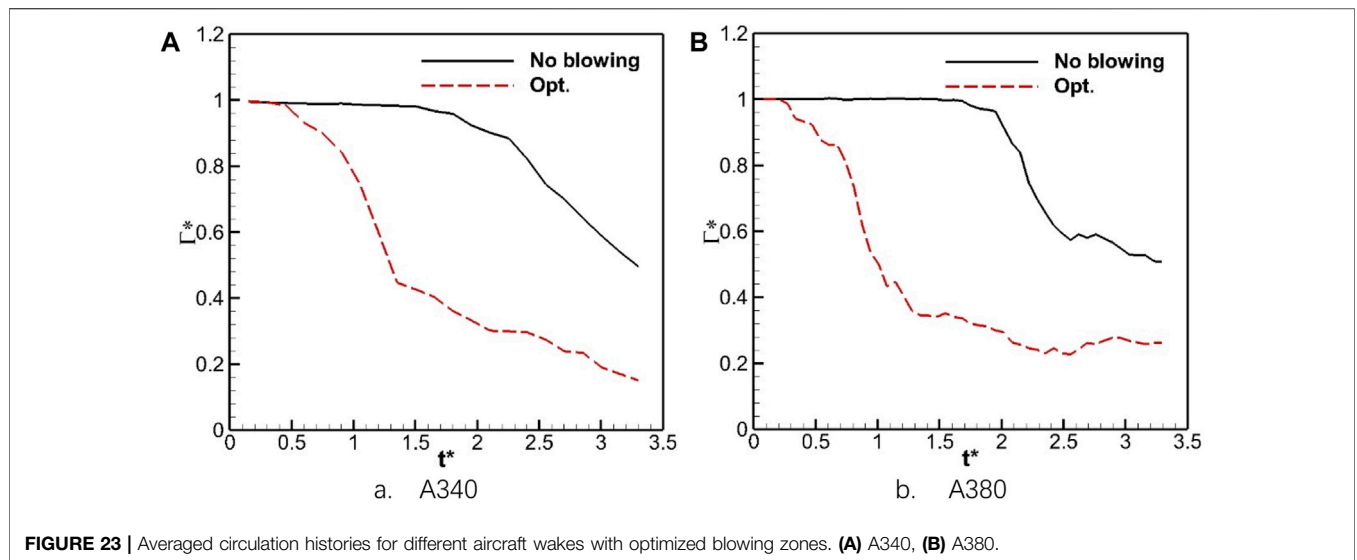 A
1.2
1
0.8
0.6
0.4
0.2
0
Γ*
No blowing
Opt.
0 0.5 1 1.5 2 2.5 3 3.5
t*
a. A340
B
1.2
1
0.8
0.6
0.4
0.2
0
Γ*
No blowing
Opt.
0 0.5 1 1.5 2 2.5 3 3.5
t*
b. A380
FIGURE 23 | Averaged circulation histories for different aircraft wakes with optimized blowing zones. (A) A340, (B) A380.